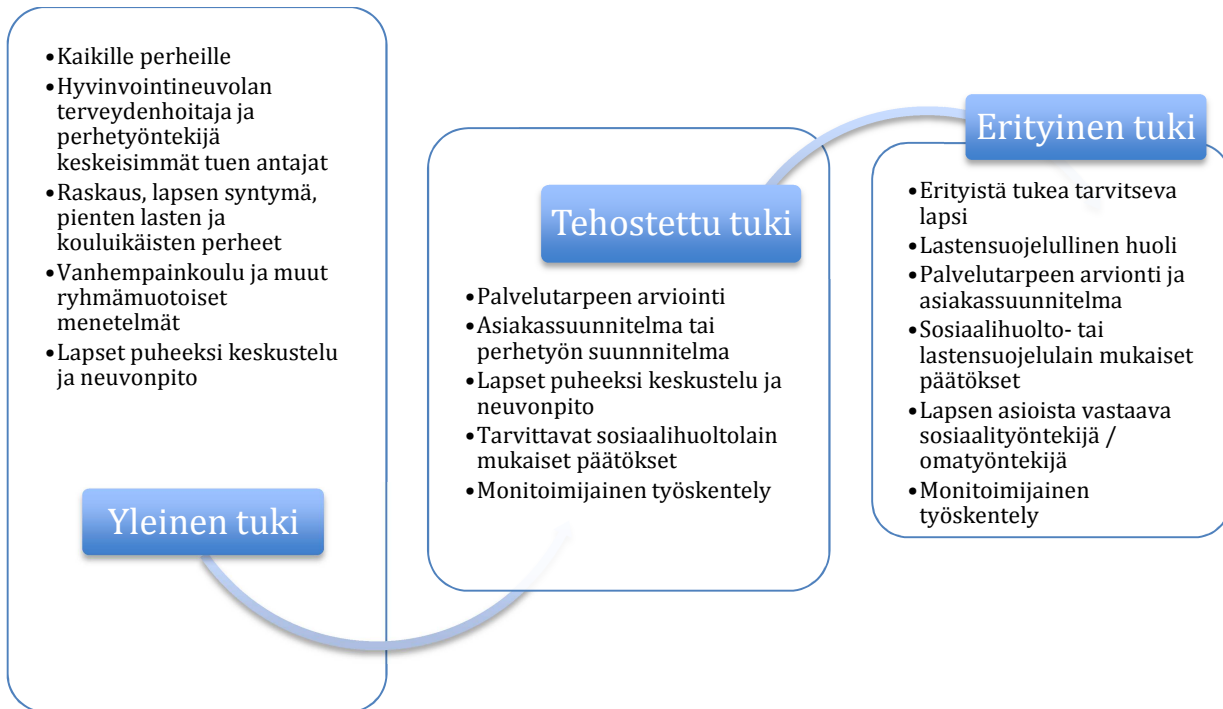 •Kaikille perheille
•Hyvinvointineuvolan
terveydenhoitaja ja
perhetyöntekijä
keskeisimmät tuen antajat
•Raskaus, lapsen syntymä,
pienten lasten ja
kouluikäisten perheet
•Vanhempainkoulu ja muut
ryhmämuotoiset
menetelmät
•Lapset puheeksi keskustelu
ja neuvonpito
Yleinen tuki
Tehostettu tuki
•Palvelutarpeen arviointi
•Asiakassuunnitelma tai
perhetyön suunnnitelma
•Lapset puheeksi keskustelu ja
neuvonpito
•Tarvittavat sosiaalihuoltolain
mukaiset päätökset
•Monitoimijainen työskentely
Erityinen tuki
•Erityistä tukea tarvitseva
lapsi
•Lastensuojelullinen huoli
•Palvelutarpeen arvionti ja
asiakassuunnitelma
•Sosiaalihuolto- tai
lastensuojelulain mukaiset
päätökset
•Lapsen asioista vastaava
sosiaalityöntekijä /
omatyöntekijä
•Monitoimijainen
työskentely